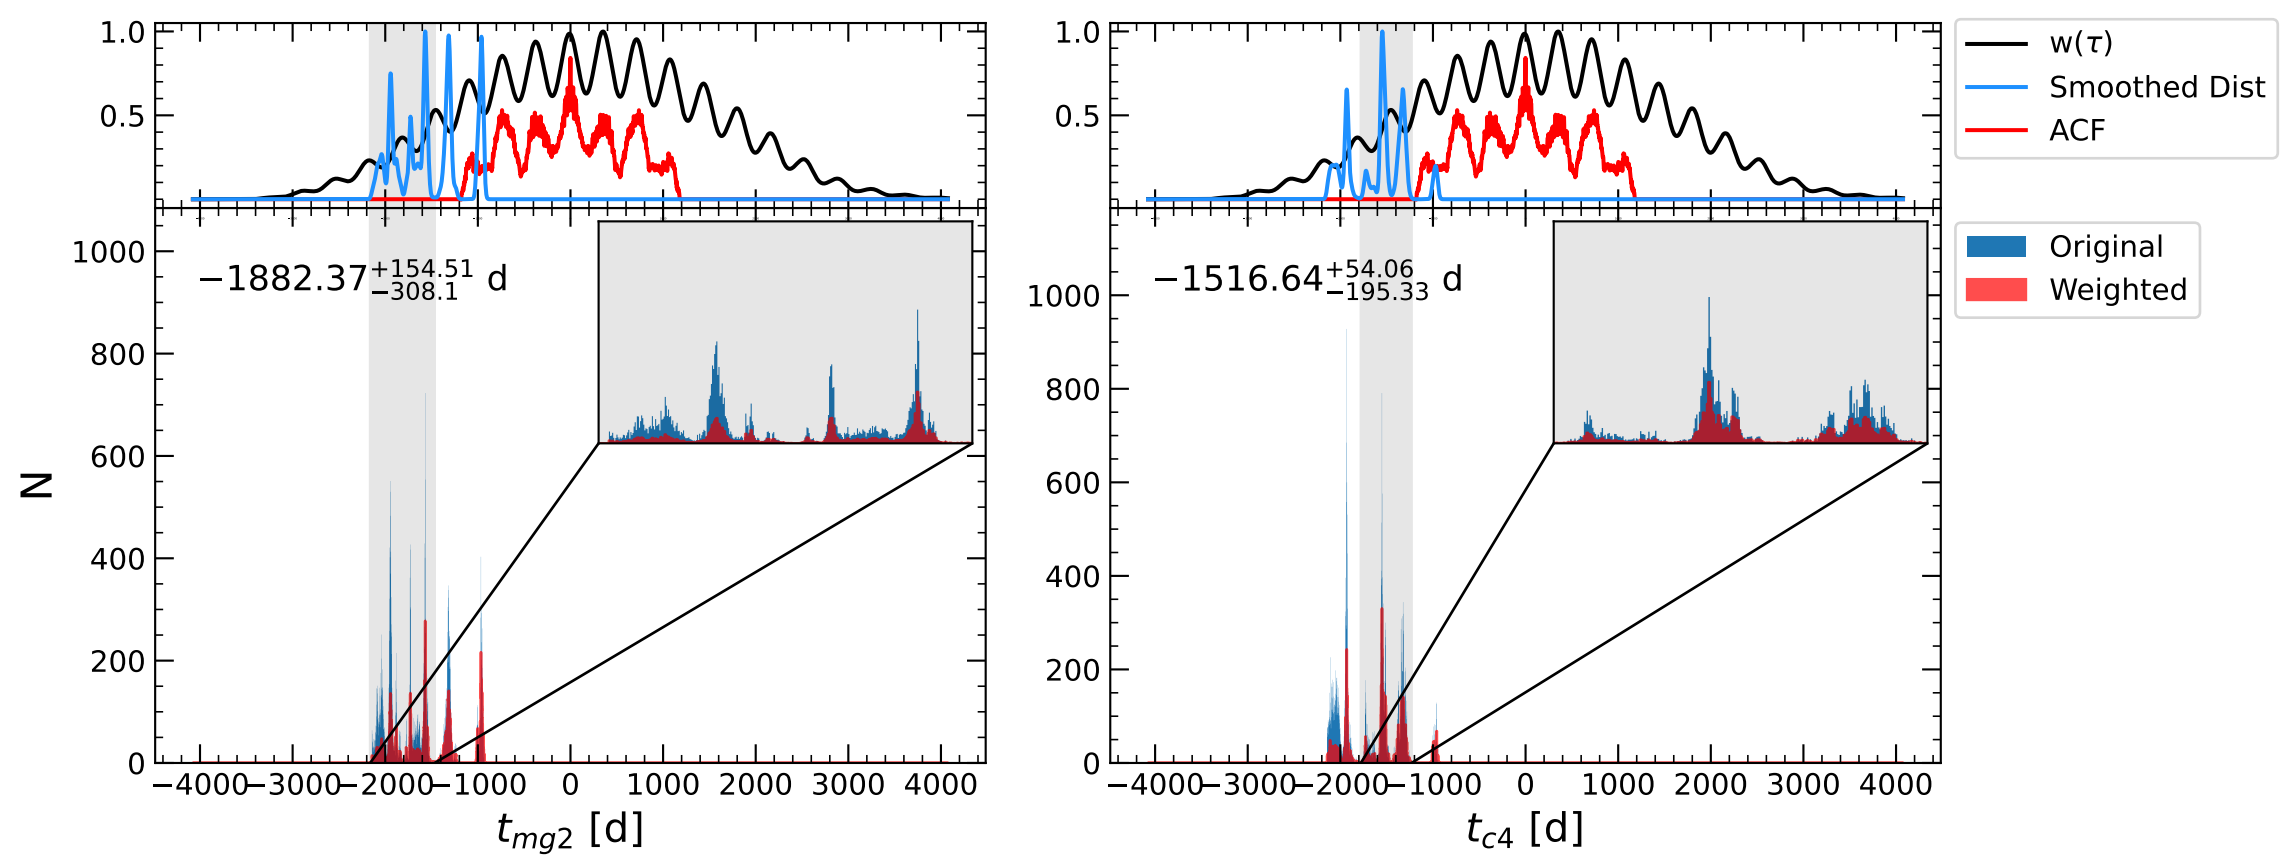 1.0
0.5
1000
800
600
400
200
0
N
−1882.37 +154.51 −308.1 d
−4000 −3000 −2000 −1000 0 1000 2000 3000 4000
t_mg2 [d]
1.0
0.5
1000
800
600
400
200
0
−1516.64 +54.06 −195.33 d
−4000 −3000 −2000 −1000 0 1000 2000 3000 4000
t_c4 [d]
w(τ)
Smoothed Dist
ACF
Original
Weighted